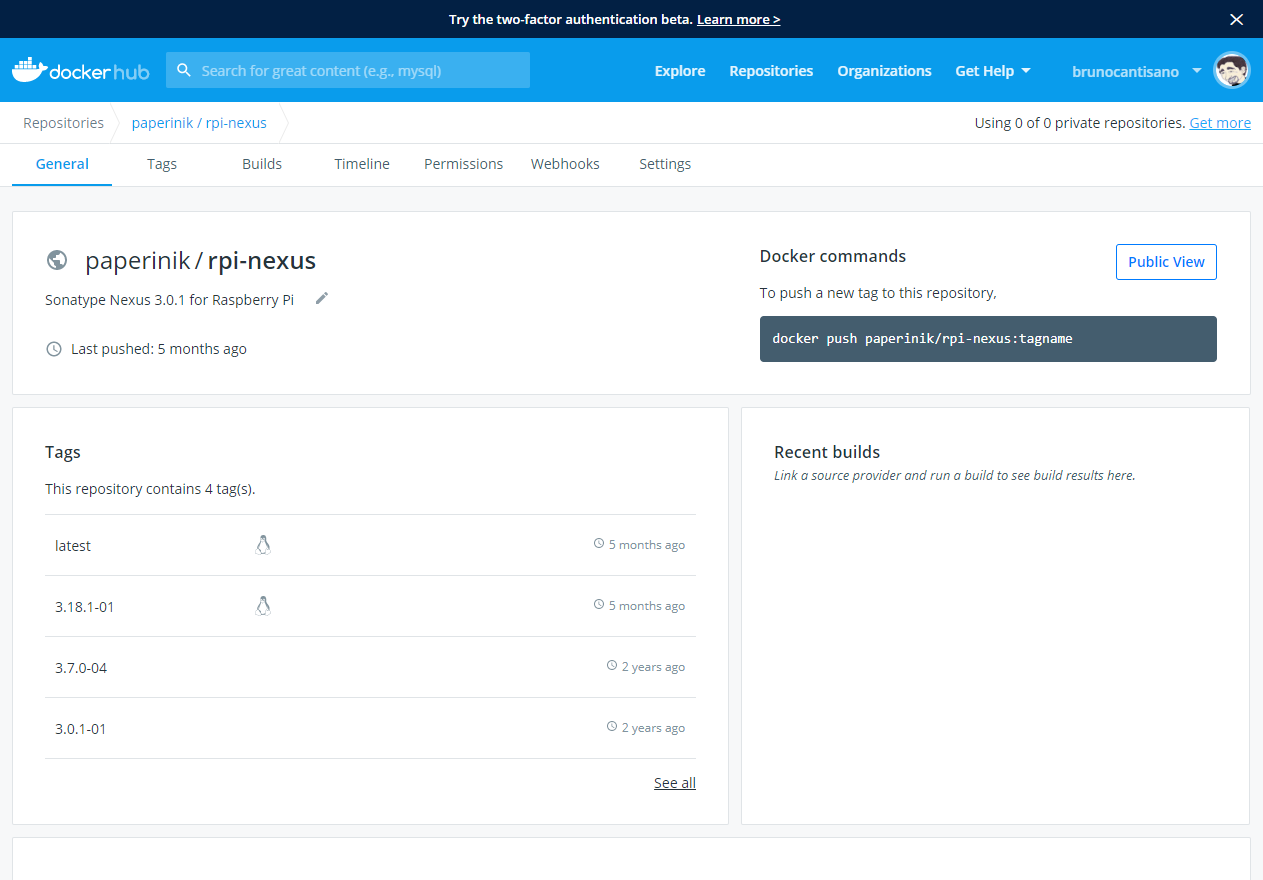 Try the two-factor authentication beta. Learn more >
dockerhub
Search for great content (e.g., mysql)
Explore
Repositories
Organizations
Get Help
brunocantisano
Repositories
paperinik / rpi-nexus
Using 0 of 0 private repositories. Get more
General
Tags
Builds
Timeline
Permissions
Webhooks
Settings
paperinik / rpi-nexus
Sonatype Nexus 3.0.1 for Raspberry Pi
Last pushed: 5 months ago
Docker commands
Public View
To push a new tag to this repository,
docker push paperinik/rpi-nexus:tagname
Tags
This repository contains 4 tag(s).
latest
5 months ago
3.18.1-01
5 months ago
3.7.0-04
2 years ago
3.0.1-01
2 years ago
See all
Recent builds
Link a source provider and run a build to see build results here.